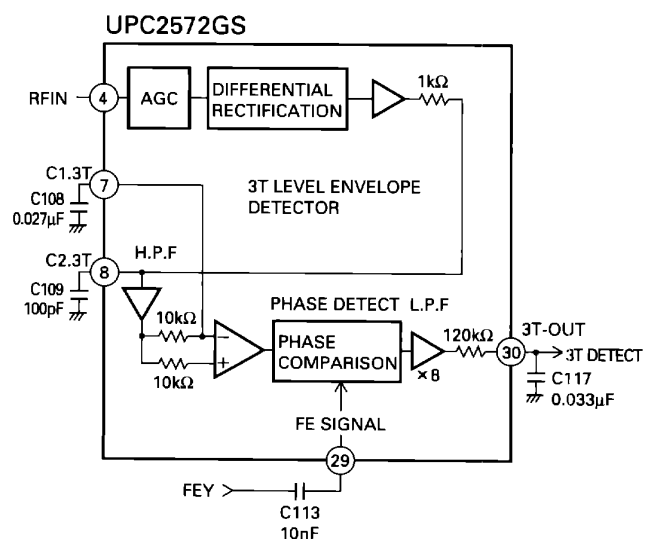 UPC2572GS
RFIN
4
AGC
DIFFERENTIAL
RECTIFICATION
1kΩ
C1.3T
7
C108
0.027μF
3T LEVEL ENVELOPE
DETECTOR
C2.3T
8
H.P.F
C109
100pF
10kΩ
10kΩ
−
+
PHASE DETECT L.P.F
PHASE
COMPARISON
×8
120kΩ
3T-OUT
30
3T DETECT
C117
0.033μF
FE SIGNAL
29
FEY
C113
10nF